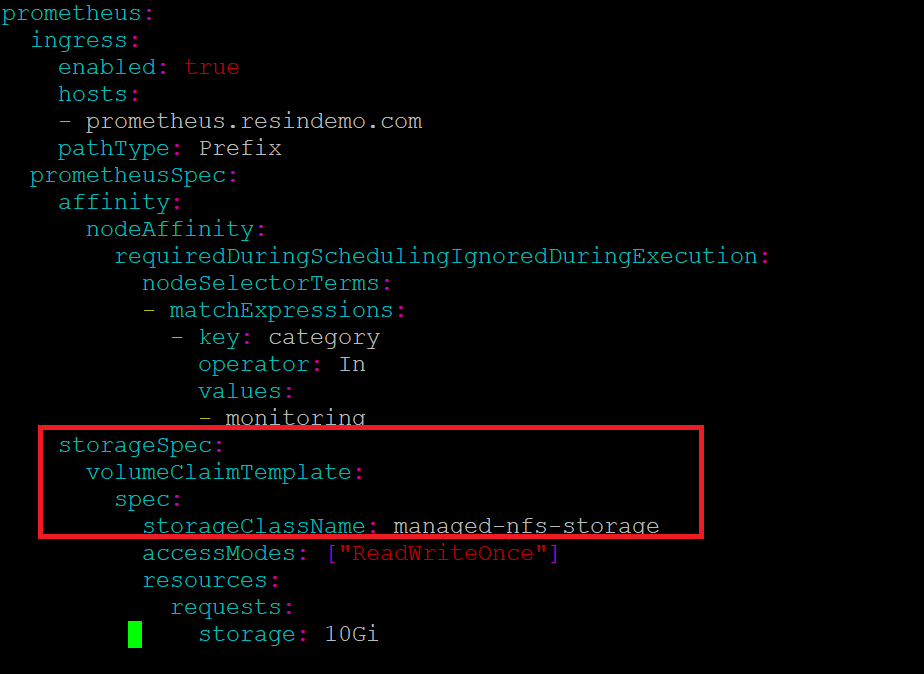 prometheus:
  ingress:
    enabled: true
    hosts:
    - prometheus.resindemo.com
    pathType: Prefix
  prometheusSpec:
    affinity:
      nodeAffinity:
        requiredDuringSchedulingIgnoredDuringExecution:
          nodeSelectorTerms:
          - matchExpressions:
            - key: category
              operator: In
              values:
              - monitoring
    storageSpec:
      volumeClaimTemplate:
        spec:
          storageClassName: managed-nfs-storage
          accessModes: ["ReadWriteOnce"]
          resources:
            requests:
              storage: 10Gi